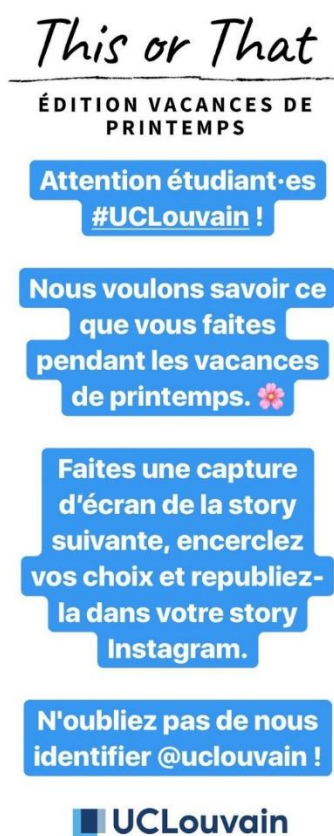 This or That
ÉDITION VACANCES DE
PRINTEMPS
Attention étudiant·es
#UCLouvain !
Nous voulons savoir ce
que vous faites
pendant les vacances
de printemps. 🌸
Faites une capture
d'écran de la story
suivante, encerclez
vos choix et republiez-
la dans votre story
Instagram.
N'oubliez pas de nous
identifier @uclouvain !
UCLouvain